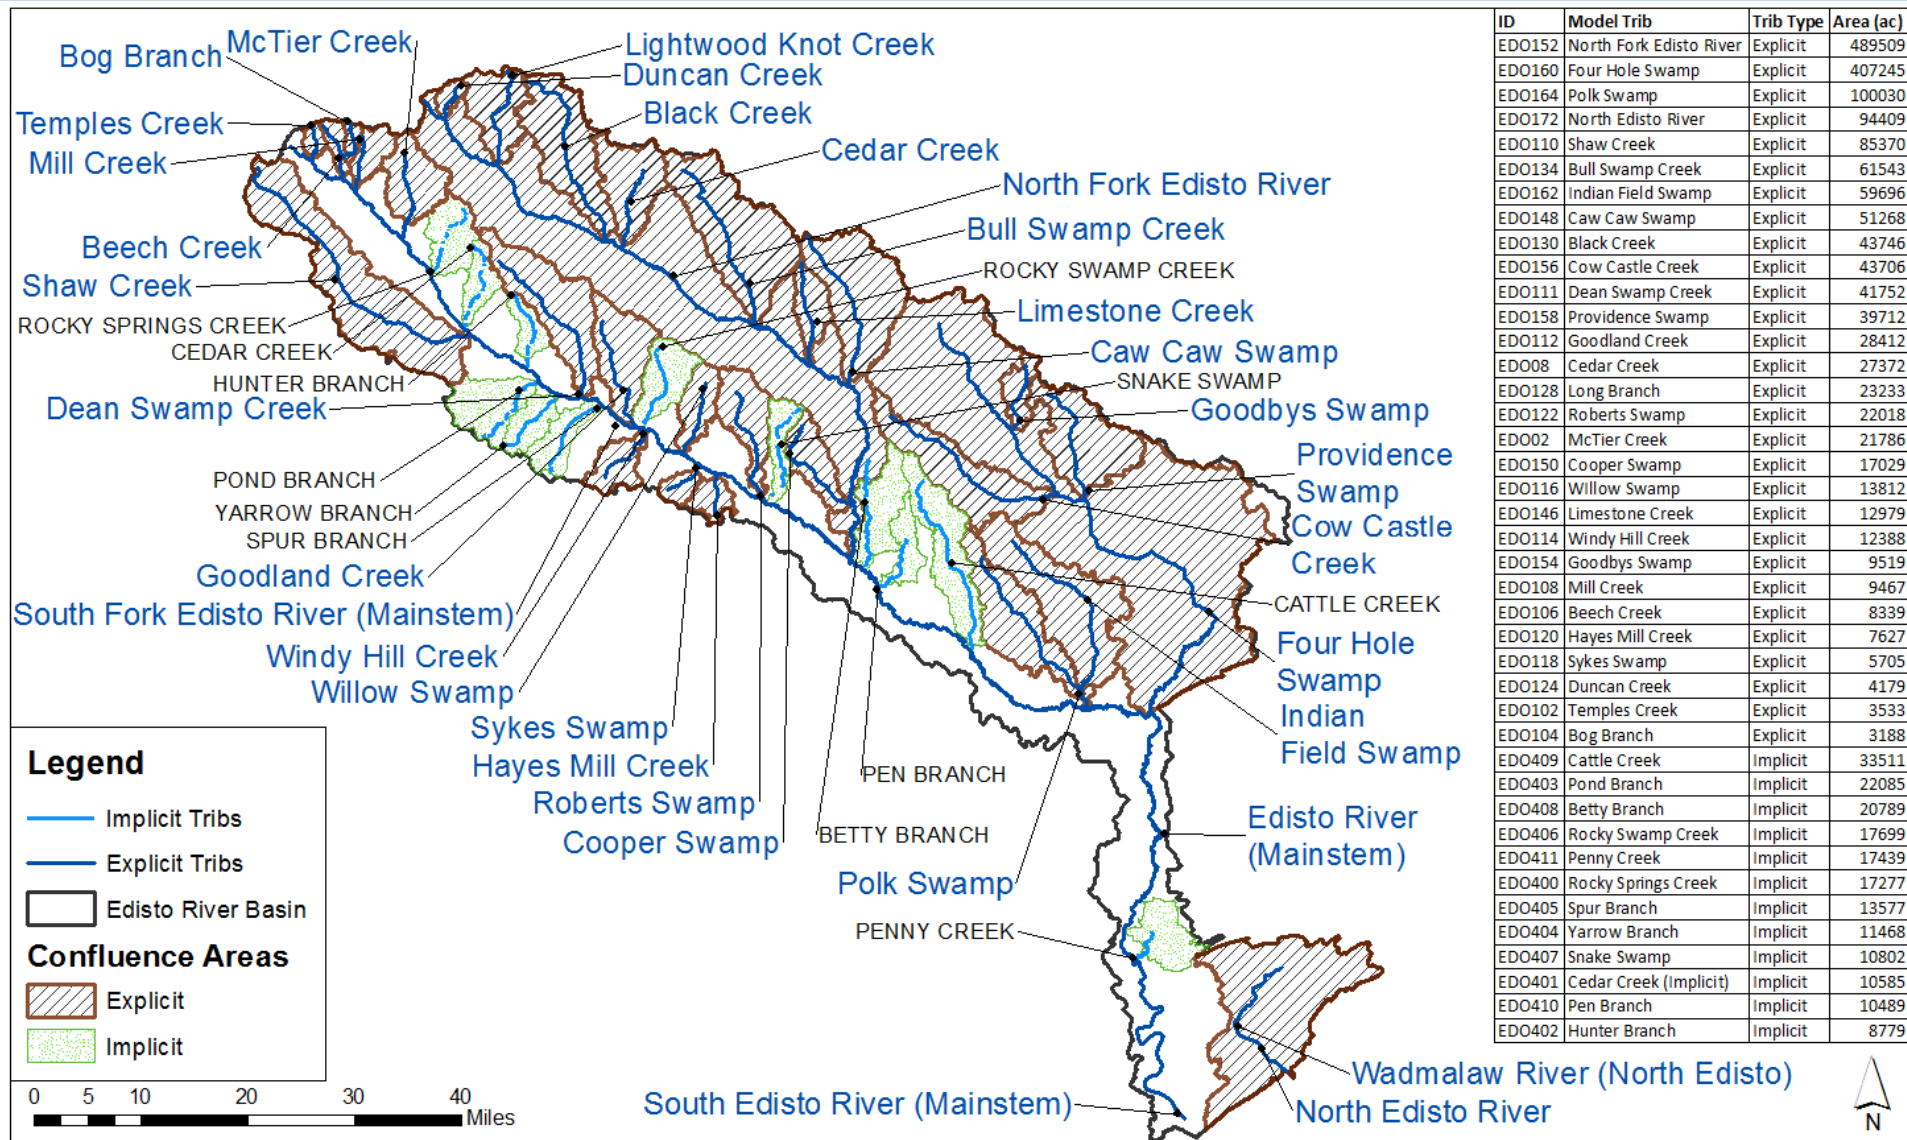 Bog Branch
McTier Creek
Lightwood Knot Creek
Duncan Creek
Black Creek
Temples Creek
Mill Creek
Cedar Creek
North Fork Edisto River
Bull Swamp Creek
Beech Creek
ROCKY SWAMP CREEK
Shaw Creek
Limestone Creek
ROCKY SPRINGS CREEK
CEDAR CREEK
Caw Caw Swamp
HUNTER BRANCH
SNAKE SWAMP
Dean Swamp Creek
Goodbys Swamp
Providence
Swamp
POND BRANCH
YARROW BRANCH
Cow Castle
Creek
SPUR BRANCH
Goodland Creek
South Fork Edisto River (Mainstem)
CATTLE CREEK
Windy Hill Creek
Four Hole
Swamp
Willow Swamp
Indian
Field Swamp
Sykes Swamp
Hayes Mill Creek
PEN BRANCH
Roberts Swamp
Cooper Swamp
BETTY BRANCH
Edisto River
(Mainstem)
Polk Swamp
PENNY CREEK
Wadmalaw River (North Edisto)
South Edisto River (Mainstem)
North Edisto River
Legend
Implicit Tribs
Explicit Tribs
Edisto River Basin
Confluence Areas
Explicit
Implicit
0 5 10 20 30 40
Miles
N
ID Model Trib Trib Type Area (ac)
EDO152 North Fork Edisto River Explicit 489509
EDO160 Four Hole Swamp Explicit 407245
EDO164 Polk Swamp Explicit 100030
EDO172 North Edisto River Explicit 94409
EDO110 Shaw Creek Explicit 85370
EDO134 Bull Swamp Creek Explicit 61543
EDO162 Indian Field Swamp Explicit 59696
EDO148 Caw Caw Swamp Explicit 51268
EDO130 Black Creek Explicit 43746
EDO156 Cow Castle Creek Explicit 43706
EDO111 Dean Swamp Creek Explicit 41752
EDO158 Providence Swamp Explicit 39712
EDO112 Goodland Creek Explicit 28412
EDO08 Cedar Creek Explicit 27372
EDO128 Long Branch Explicit 23233
EDO122 Roberts Swamp Explicit 22018
EDO02 McTier Creek Explicit 21786
EDO150 Cooper Swamp Explicit 17029
EDO116 WIllow Swamp Explicit 13812
EDO146 Limestone Creek Explicit 12979
EDO114 Windy Hill Creek Explicit 12388
EDO154 Goodbys Swamp Explicit 9519
EDO108 Mill Creek Explicit 9467
EDO106 Beech Creek Explicit 8339
EDO120 Hayes Mill Creek Explicit 7627
EDO118 Sykes Swamp Explicit 5705
EDO124 Duncan Creek Explicit 4179
EDO102 Temples Creek Explicit 3533
EDO104 Bog Branch Explicit 3188
EDO409 Cattle Creek Implicit 33511
EDO403 Pond Branch Implicit 22085
EDO408 Betty Branch Implicit 20789
EDO406 Rocky Swamp Creek Implicit 17699
EDO411 Penny Creek Implicit 17439
EDO400 Rocky Springs Creek Implicit 17277
EDO405 Spur Branch Implicit 13577
EDO404 Yarrow Branch Implicit 11468
EDO407 Snake Swamp Implicit 10802
EDO401 Cedar Creek (Implicit) Implicit 10585
EDO410 Pen Branch Implicit 10489
EDO402 Hunter Branch Implicit 8779